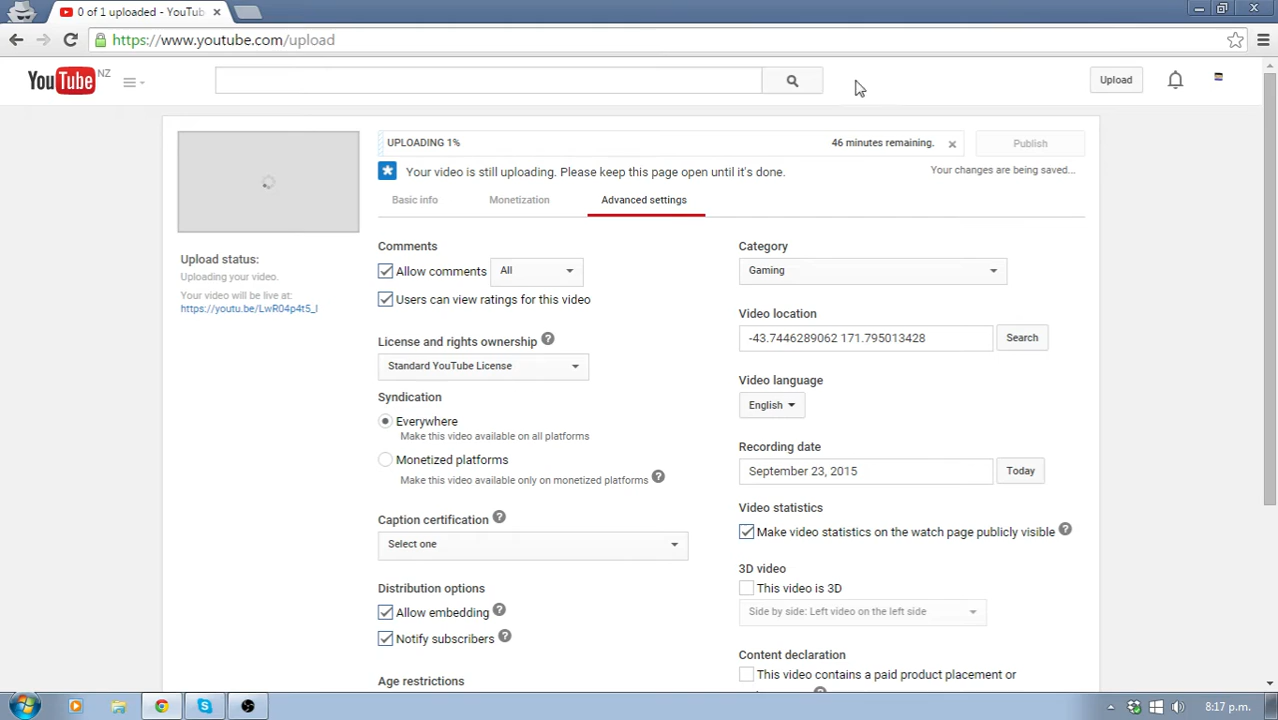 0 of 1 uploaded - YouTub
https://www.youtube.com/upload
YouTube NZ
Upload
UPLOADING 1%
46 minutes remaining.
Publish
Your video is still uploading. Please keep this page open until it's done.
Your changes are being saved...
Basic info
Monetization
Advanced settings
Upload status:
Uploading your video.
Your video will be live at:
https://youtu.be/LwR04p4t5_I
Comments
Allow comments
All
Users can view ratings for this video
License and rights ownership ?
Standard YouTube License
Syndication
Everywhere
Make this video available on all platforms
Monetized platforms
Make this video available only on monetized platforms ?
Caption certification ?
Select one
Distribution options
Allow embedding ?
Notify subscribers ?
Age restrictions
Category
Gaming
Video location
-43.7446289062 171.795013428
Search
Video language
English
Recording date
September 23, 2015
Today
Video statistics
Make video statistics on the watch page publicly visible ?
3D video
This video is 3D
Side by side: Left video on the left side
Content declaration
This video contains a paid product placement or
8:17 p.m.